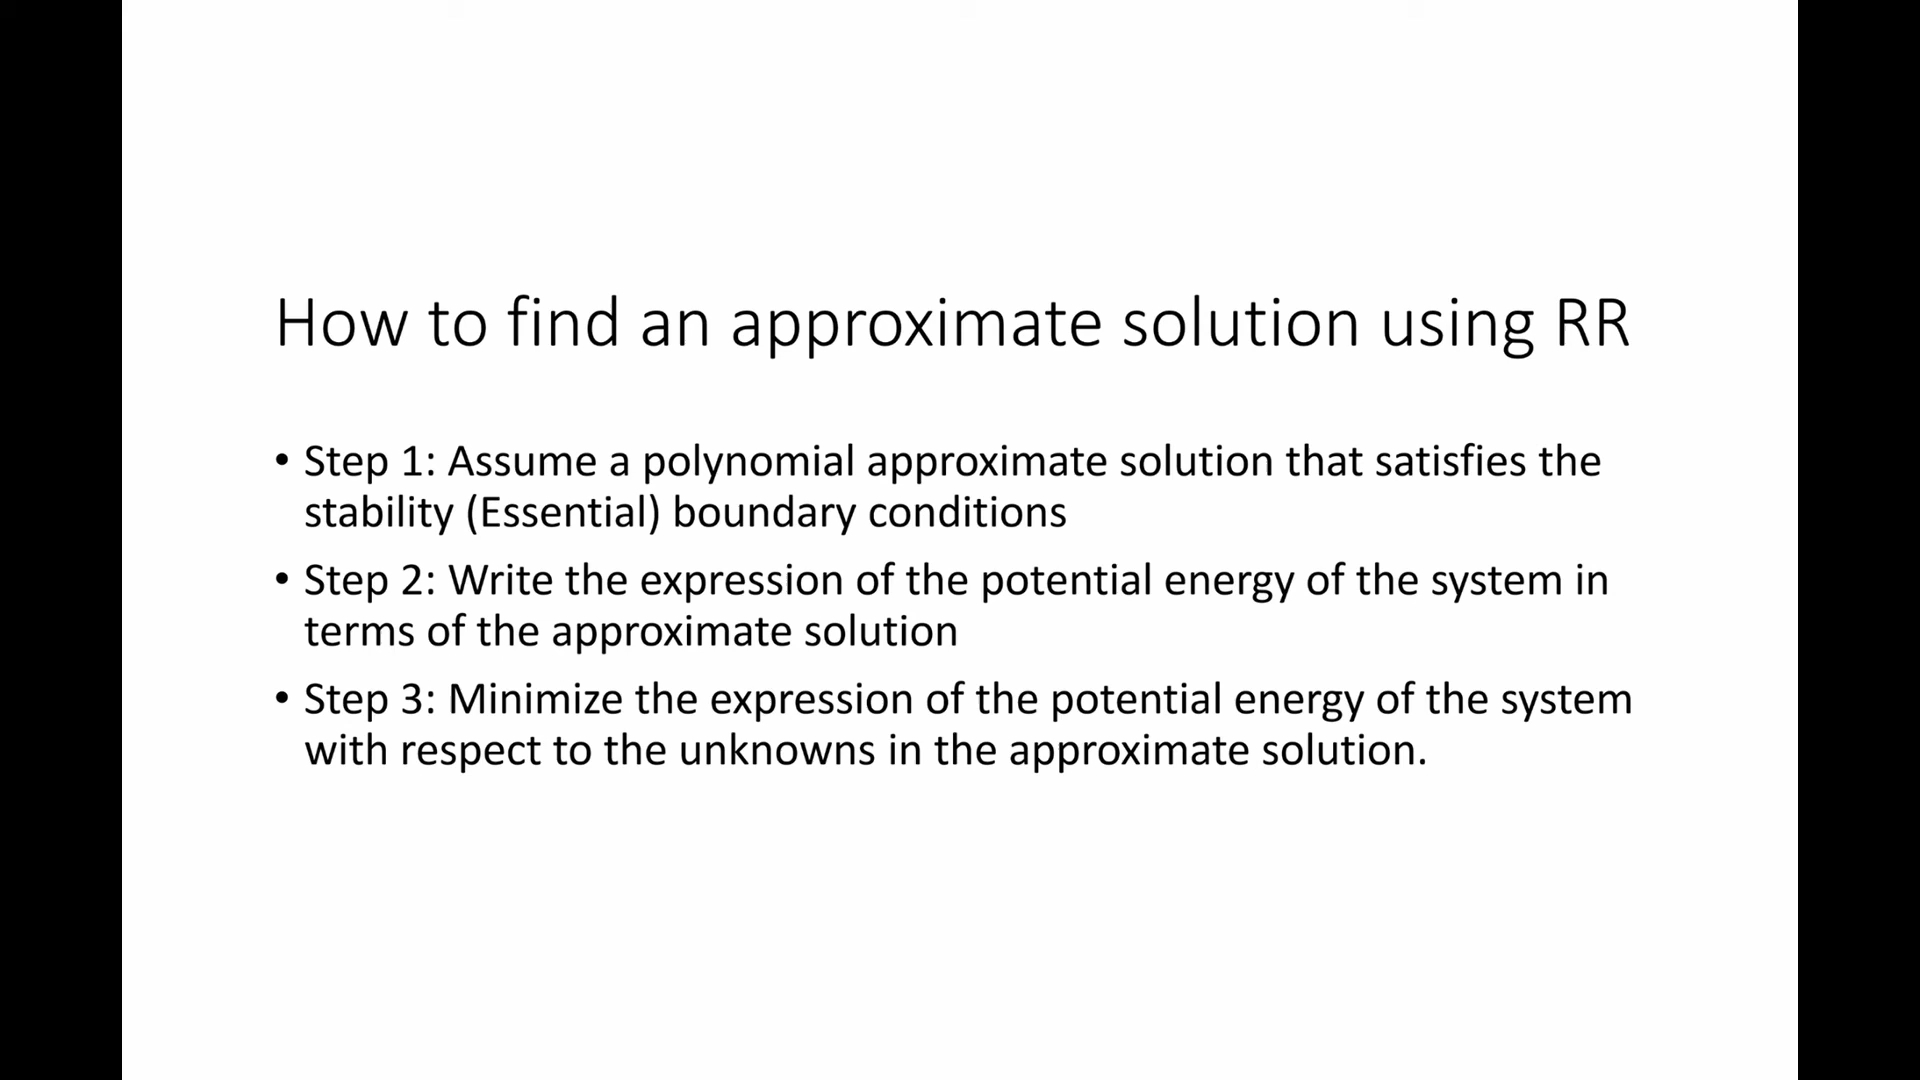 How to find an approximate solution using RR
• Step 1: Assume a polynomial approximate solution that satisfies the
stability (Essential) boundary conditions
• Step 2: Write the expression of the potential energy of the system in
terms of the approximate solution
• Step 3: Minimize the expression of the potential energy of the system
with respect to the unknowns in the approximate solution.